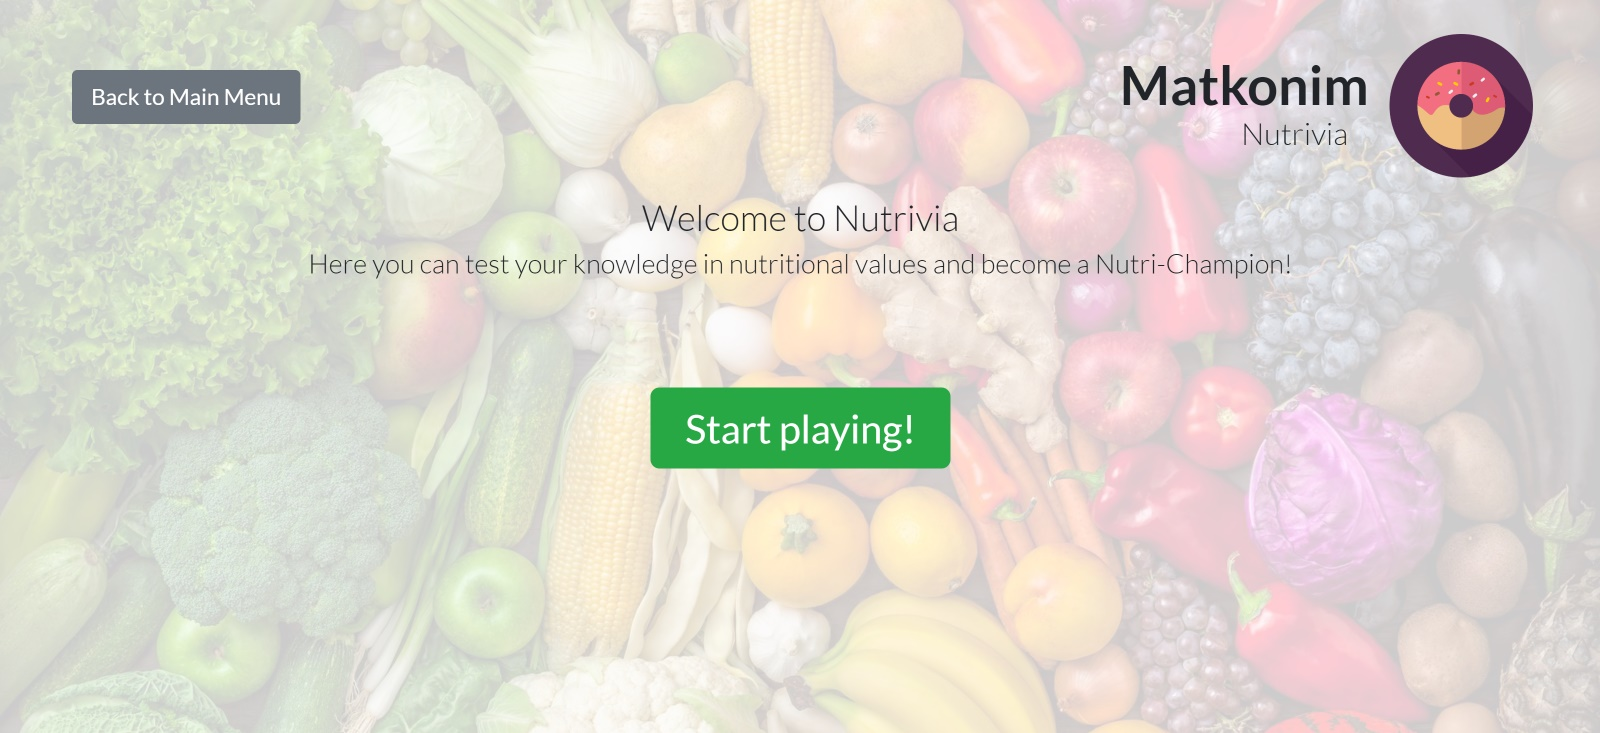 Back to Main Menu
Matkonim
Nutrivia
Welcome to Nutrivia
Here you can test your knowledge in nutritional values and become a Nutri-Champion!
Start playing!